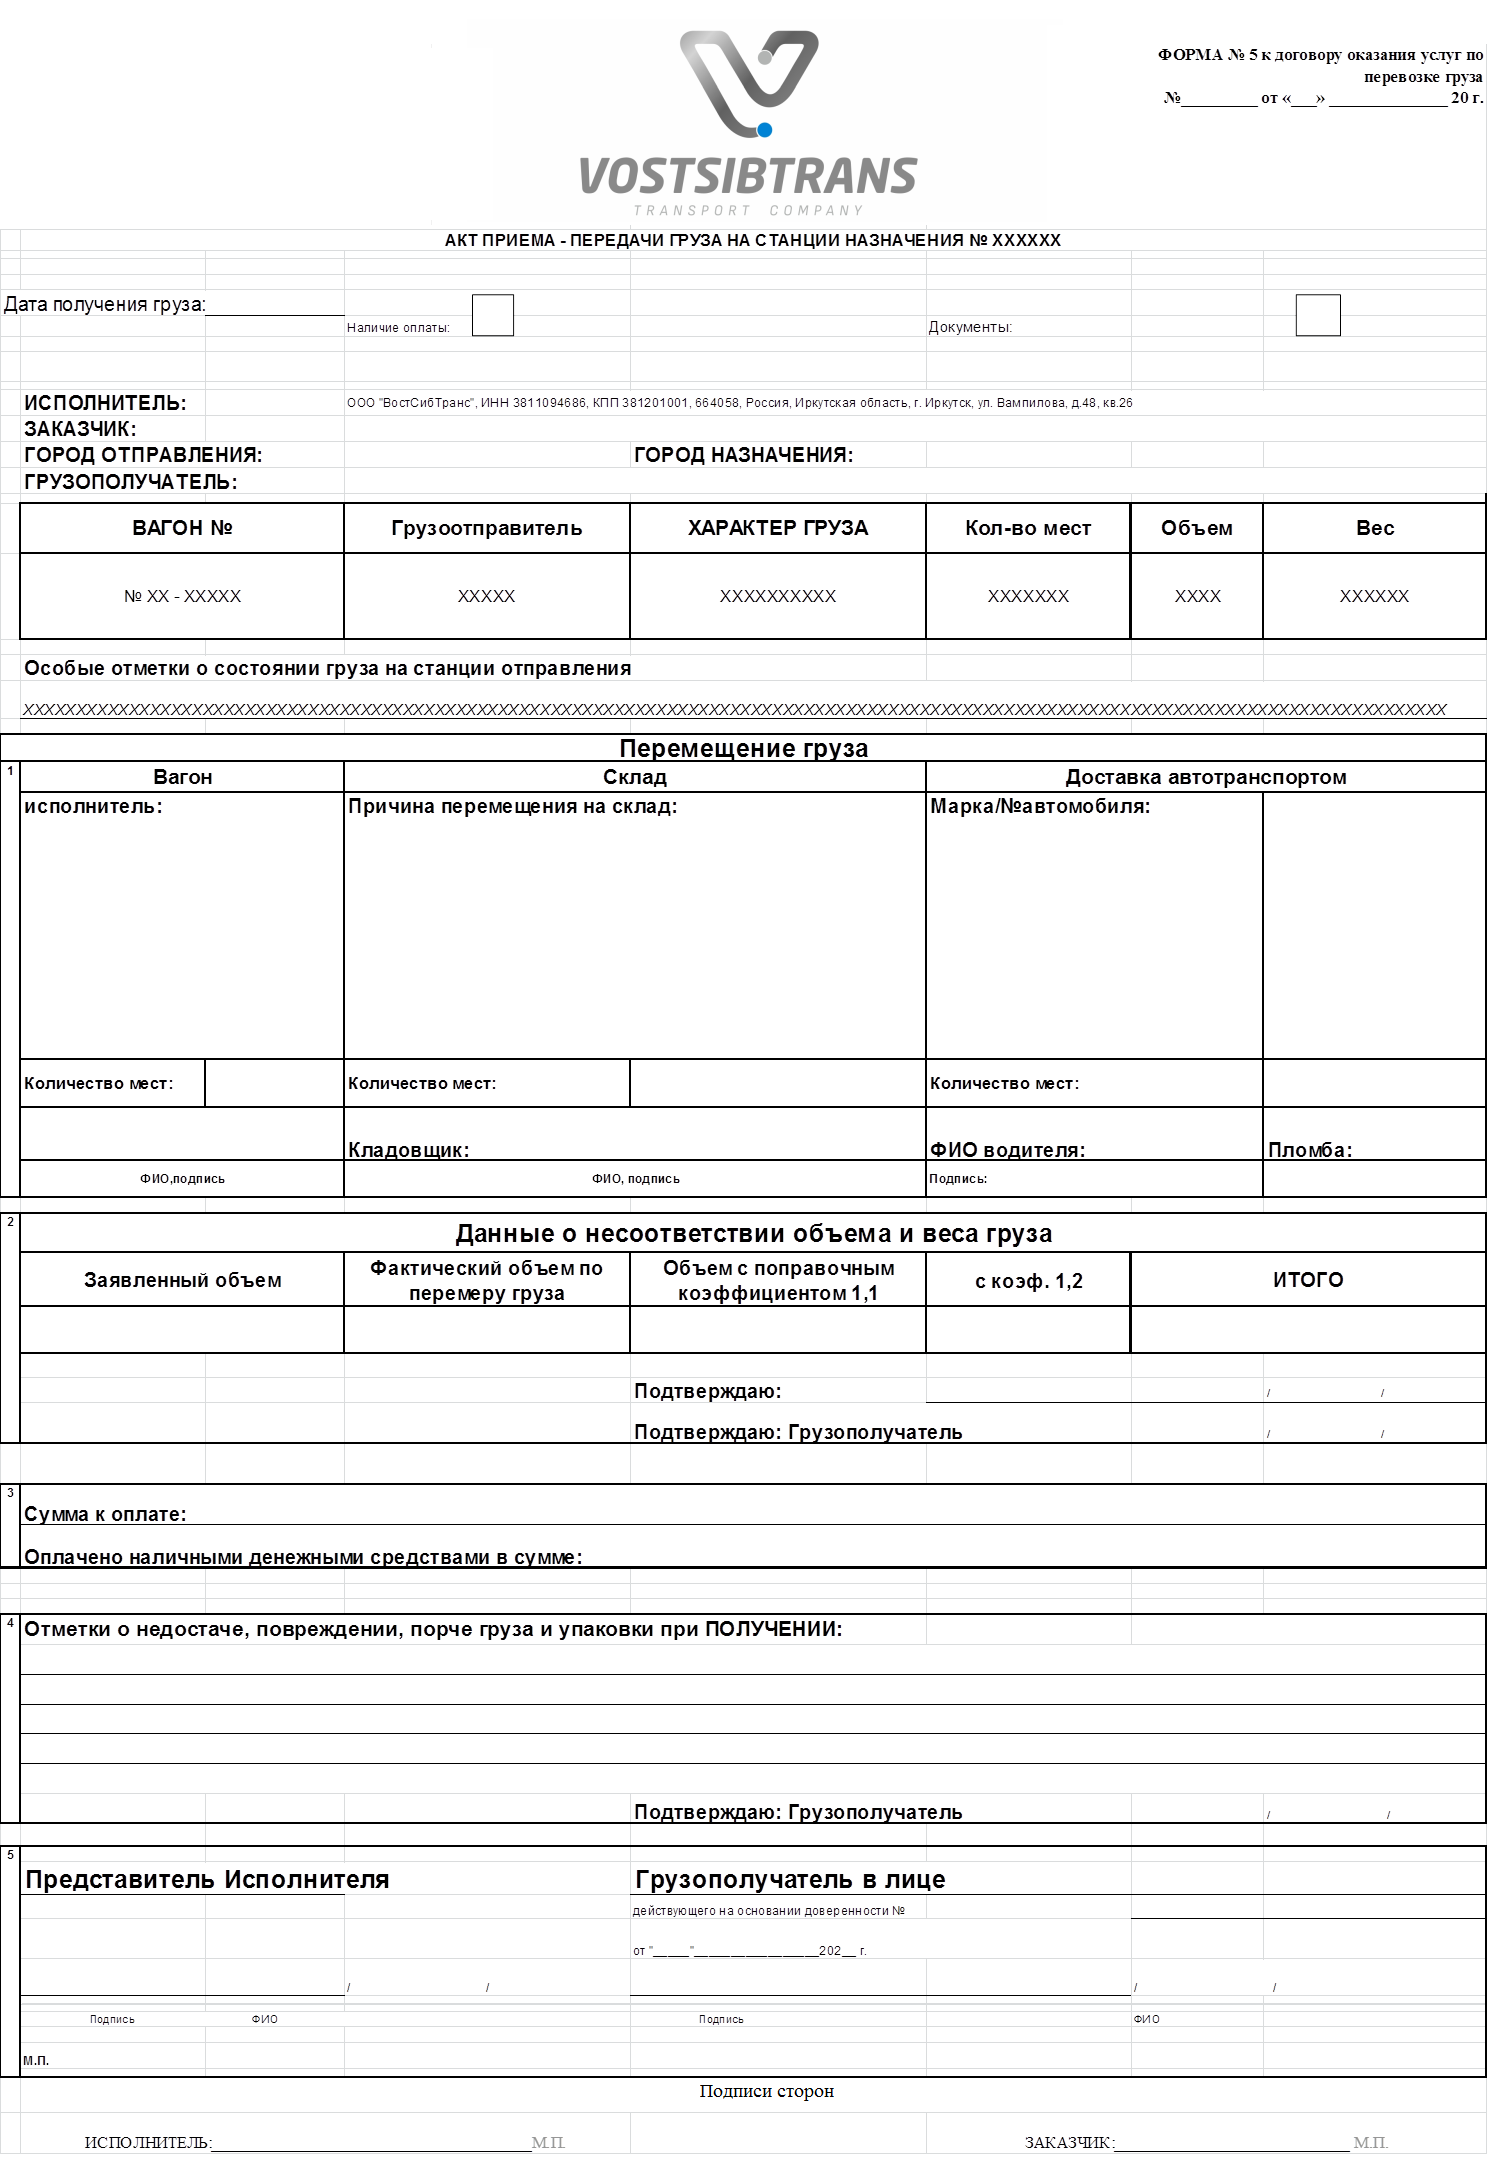 ФОРМА № 5 к договору оказания услуг по
перевозке груза
№_________ от «___» ______________ 20 г.
VOSTSIBTRANS
TRANSPORT COMPANY
АКТ ПРИЕМА - ПЕРЕДАЧИ ГРУЗА НА СТАНЦИИ НАЗНАЧЕНИЯ № XXXXXX
Дата получения груза:
Наличие оплаты: Документы:
ИСПОЛНИТЕЛЬ: ООО "ВостСибТранс", ИНН 3811094686, КПП 381201001, 664058, Россия, Иркутская область, г. Иркутск, ул. Вампилова, д.48, кв.26
ЗАКАЗЧИК:
ГОРОД ОТПРАВЛЕНИЯ: ГОРОД НАЗНАЧЕНИЯ:
ГРУЗОПОЛУЧАТЕЛЬ:
ВАГОН № Грузоотправитель ХАРАКТЕР ГРУЗА Кол-во мест Объем Вес
№ XX - XXXXX XXXXX XXXXXXXXXX XXXXXXX XXXX XXXXXX
Особые отметки о состоянии груза на станции отправления
XXXXXXXXXXXXXXXXXXXXXXXXXXXXXXXXXXXXXXXXXXXXXXXXXXXXXXXXXXXXXXXXXXXXXXXXXXXXXXXXXXXXXXXXXXXXXXXXXXXXXXXXXXXXXXXXXXXXXXXXXXXXXXXXXXXXXXX
Перемещение груза
1 Вагон Склад Доставка автотранспортом
исполнитель: Причина перемещения на склад: Марка/№автомобиля:
Количество мест: Количество мест: Количество мест:
Кладовщик: ФИО водителя: Пломба:
ФИО,подпись ФИО, подпись Подпись:
2 Данные о несоответствии объема и веса груза
Заявленный объем Фактический объем по перемеру груза Объем с поправочным коэффициентом 1,1 с коэф. 1,2 ИТОГО
Подтверждаю: / /
Подтверждаю: Грузополучатель / /
3 Сумма к оплате:
Оплачено наличными денежными средствами в сумме:
4 Отметки о недостаче, повреждении, порче груза и упаковки при ПОЛУЧЕНИИ:
Подтверждаю: Грузополучатель / /
5
Представитель Исполнителя Грузополучатель в лице
действующего на основании доверенности №
от "_____"_________________202__ г.
/ / / /
Подпись ФИО Подпись ФИО
м.п.
Подписи сторон
ИСПОЛНИТЕЛЬ:____________________М.П. ЗАКАЗЧИК:____________________ М.П.